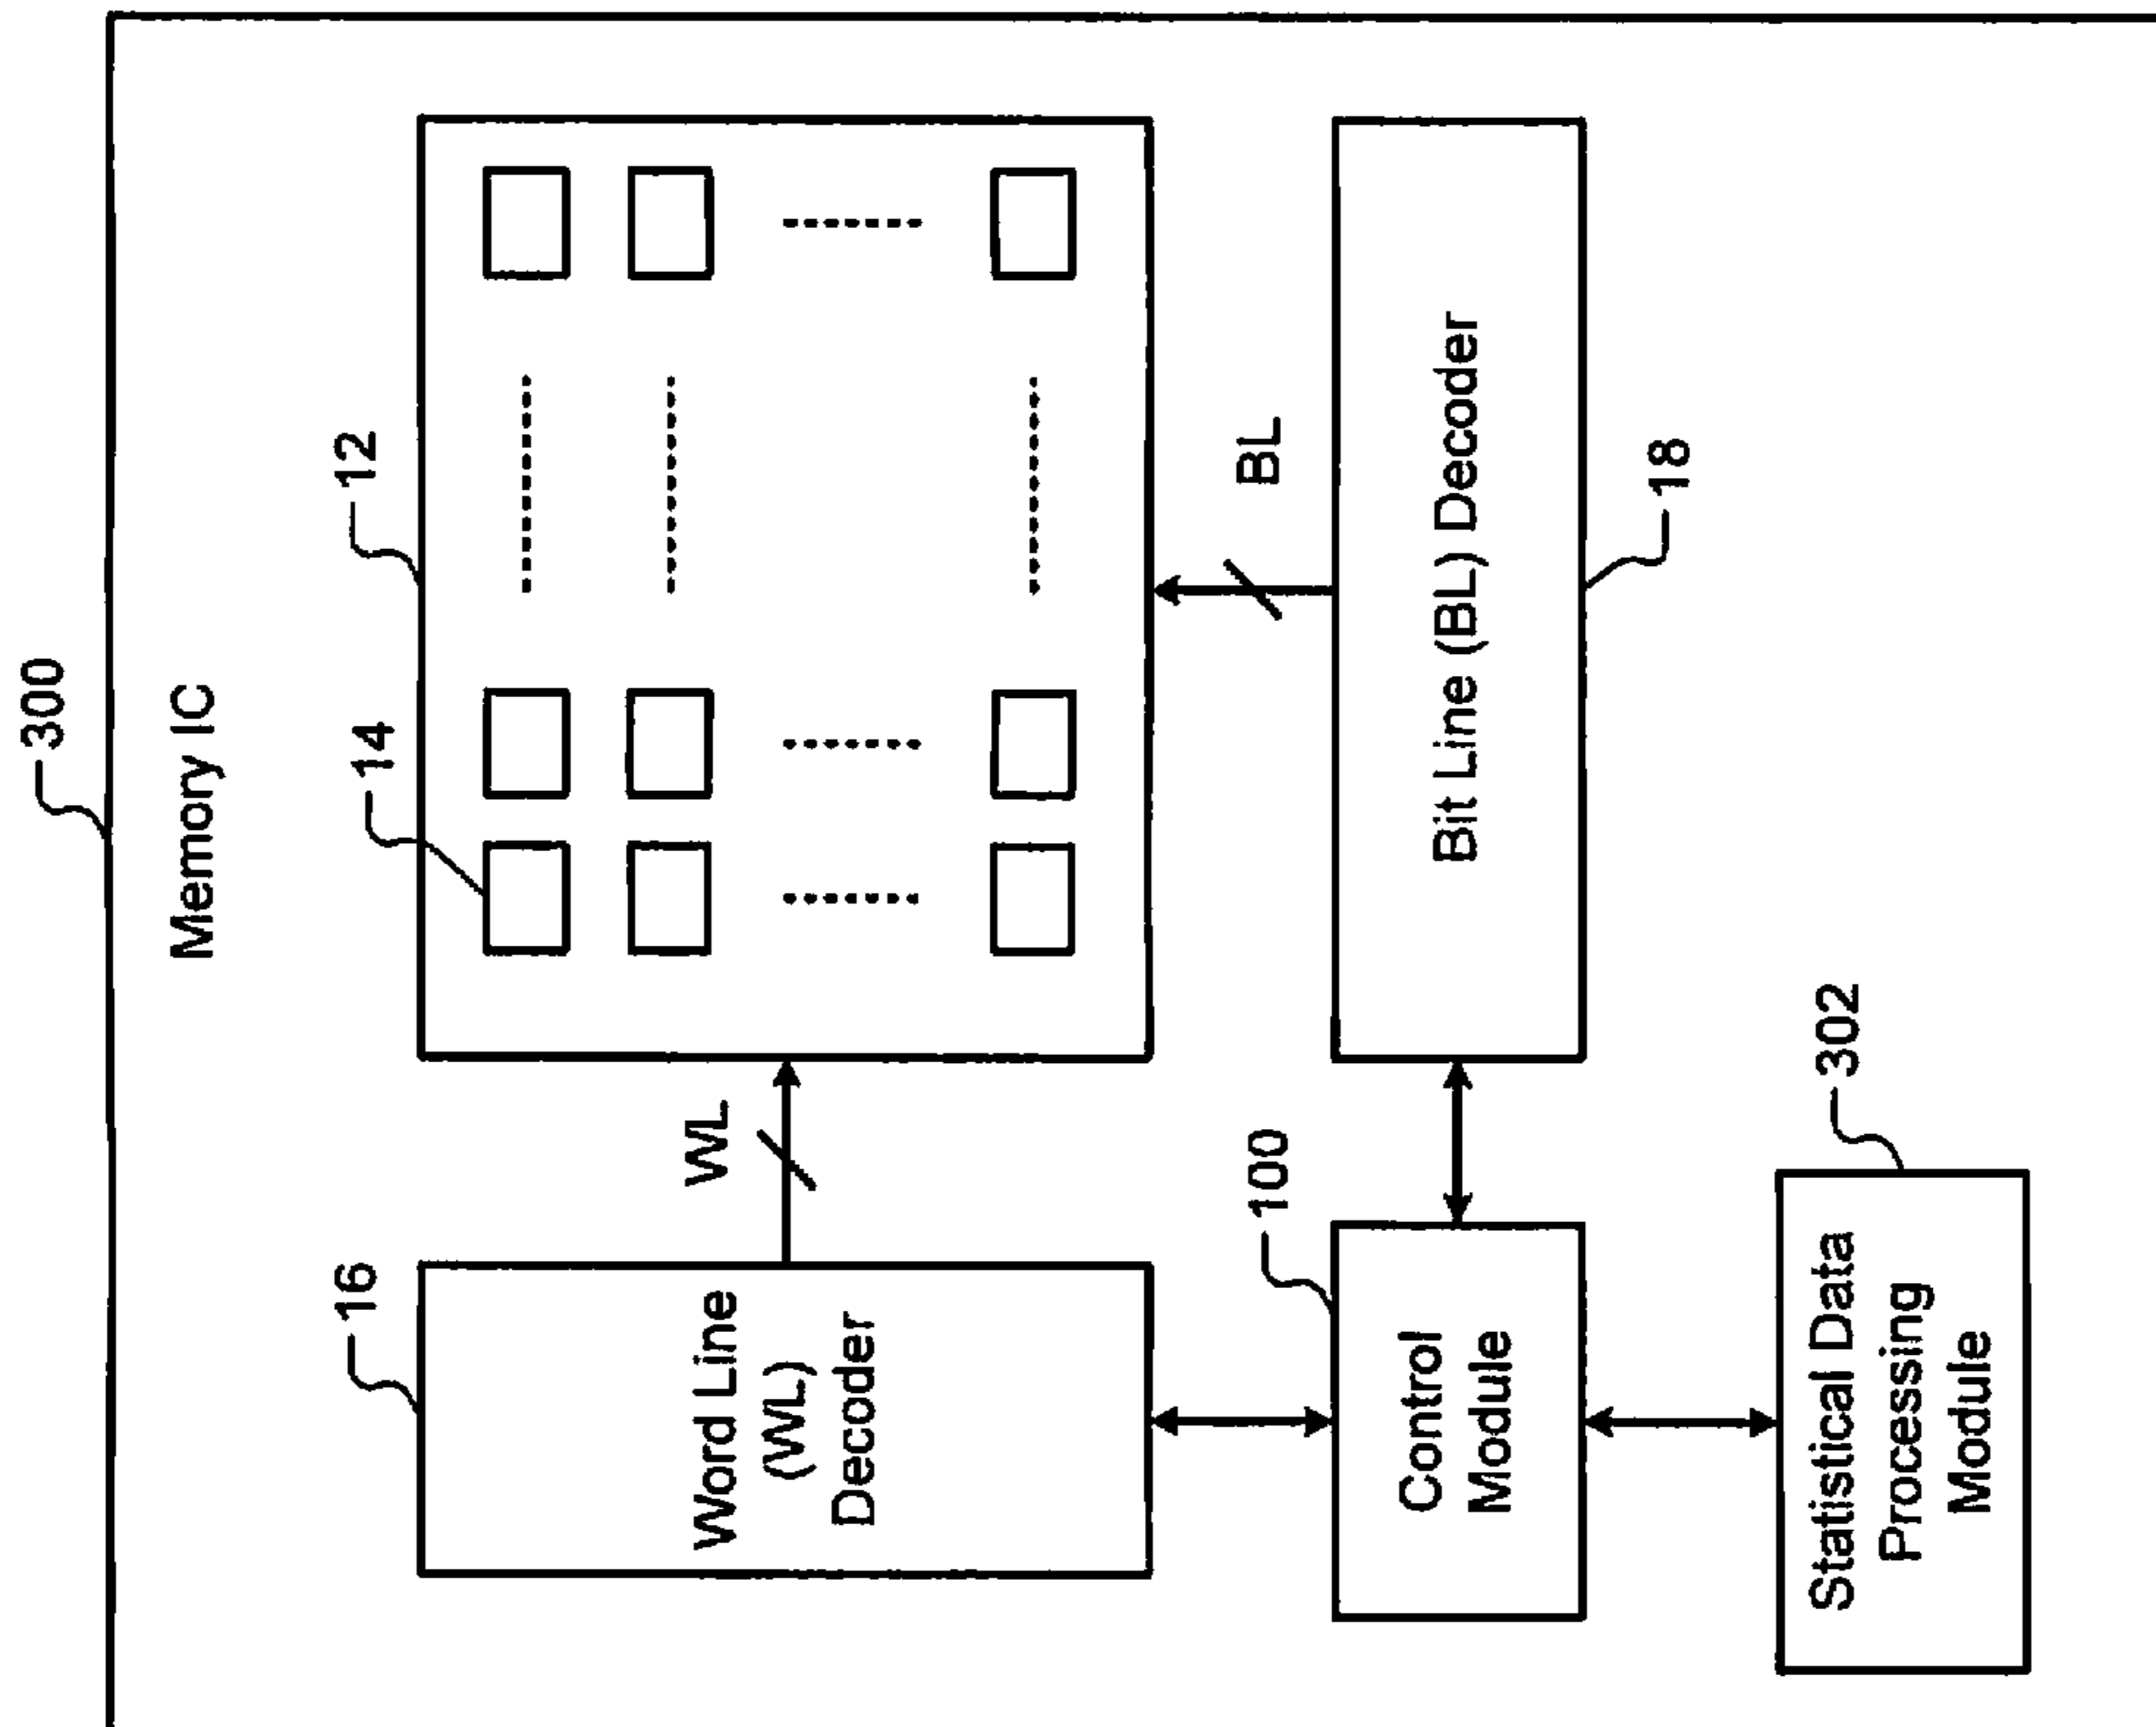 300
Memory IC
16
Word Line
(WL)
Decoder
WL
14
12
100
Control
Module
BL
Bit Line (BL) Decoder
18
302
Statistical Data
Processing
Module